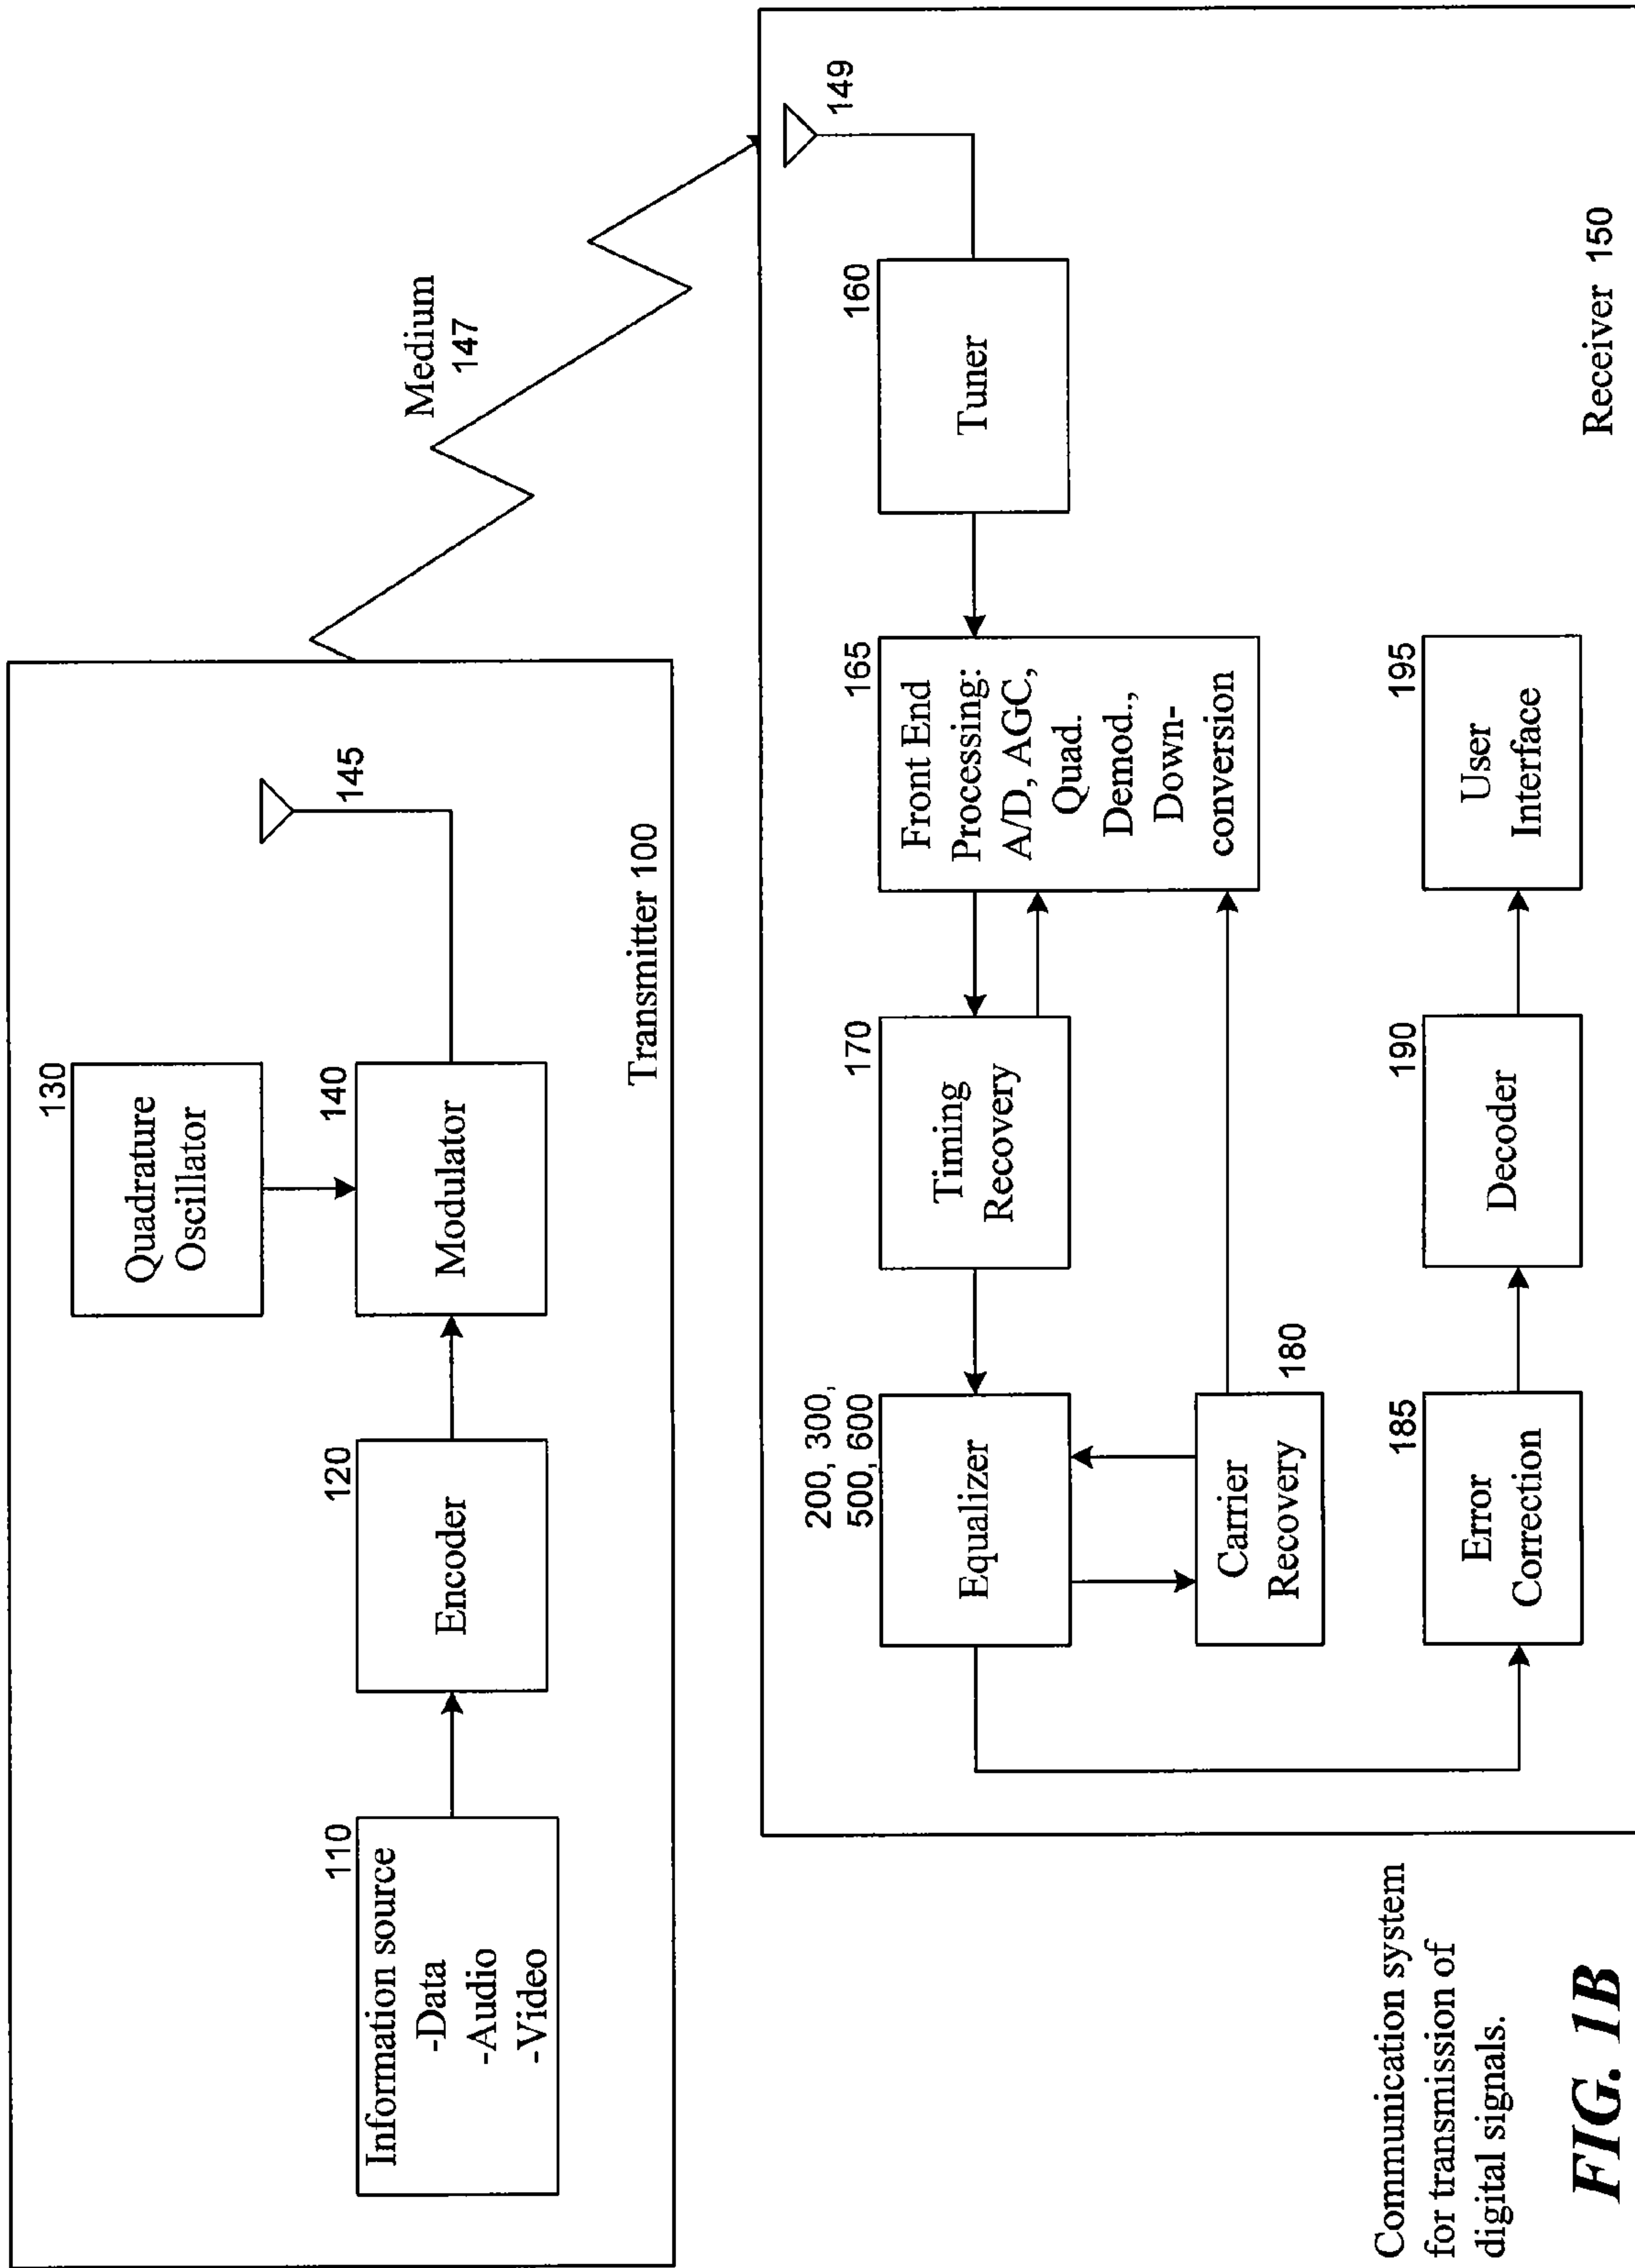 130
Quadrature
Oscillator
145
110
Information source
-Data
-Audio
-Video
120
Encoder
140
Modulator
Transmitter 100
Medium
147
149
200, 300,
500, 600
Equalizer
170
Timing
Recovery
165
Front End
Processing:
A/D, AGC,
Quad.
Demod.,
Down-
conversion
160
Tuner
180
Carrier
Recovery
185
Error
Correction
190
Decoder
195
User
Interface
Receiver 150
Communication system
for transmission of
digital signals.
FIG. 1B